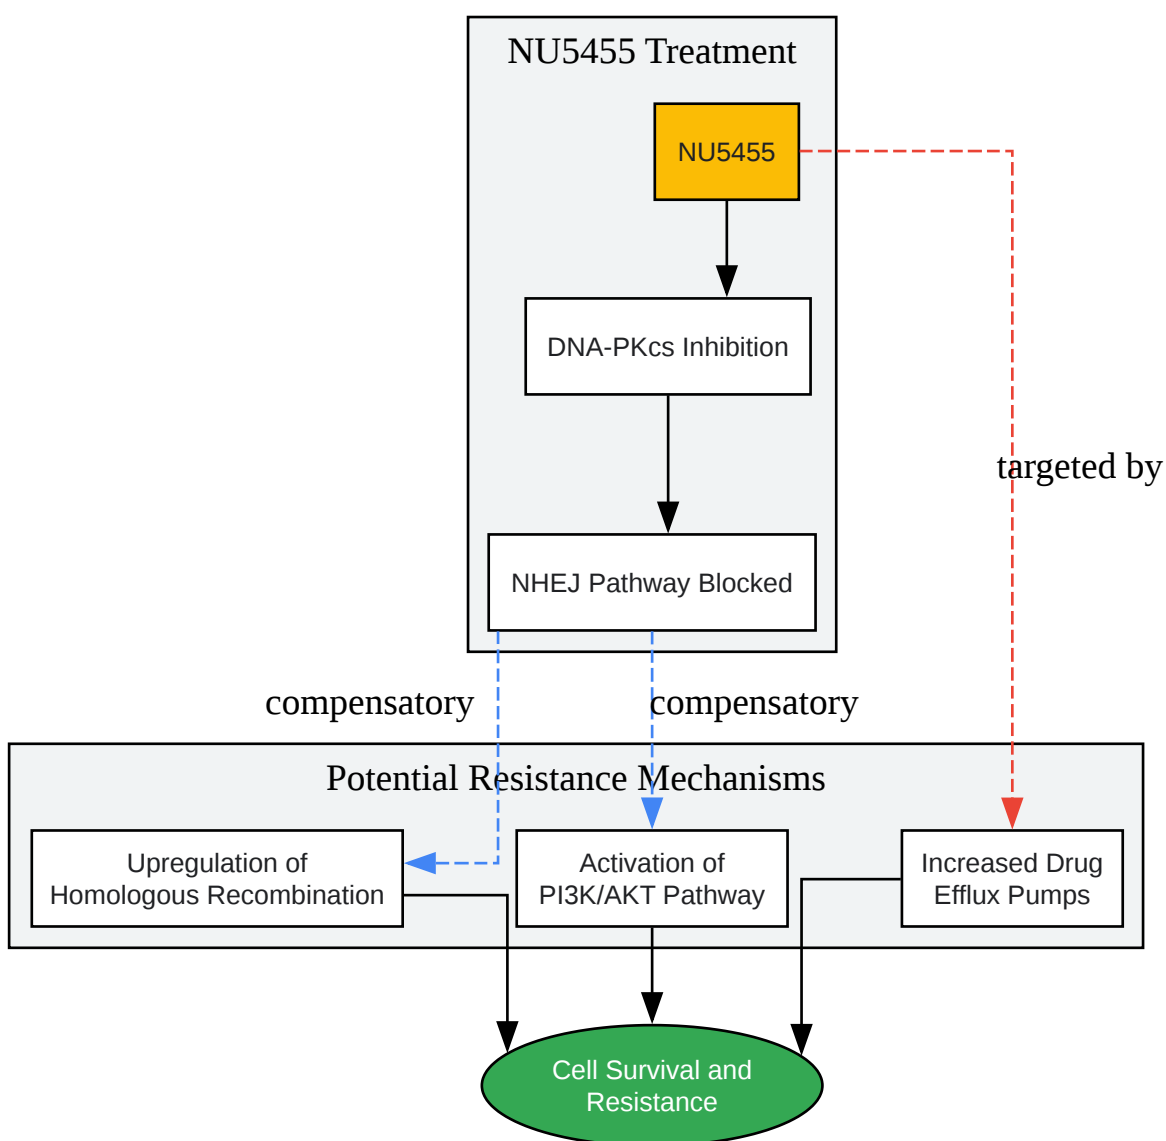 NU5455 Treatment
NU5455
DNA-PKcs Inhibition
targeted by
NHEJ Pathway Blocked
compensatory
compensatory
Potential Resistance Mechanisms
Upregulation of
Homologous Recombination
Activation of
PI3K/AKT Pathway
Increased Drug
Efflux Pumps
Cell Survival and
Resistance